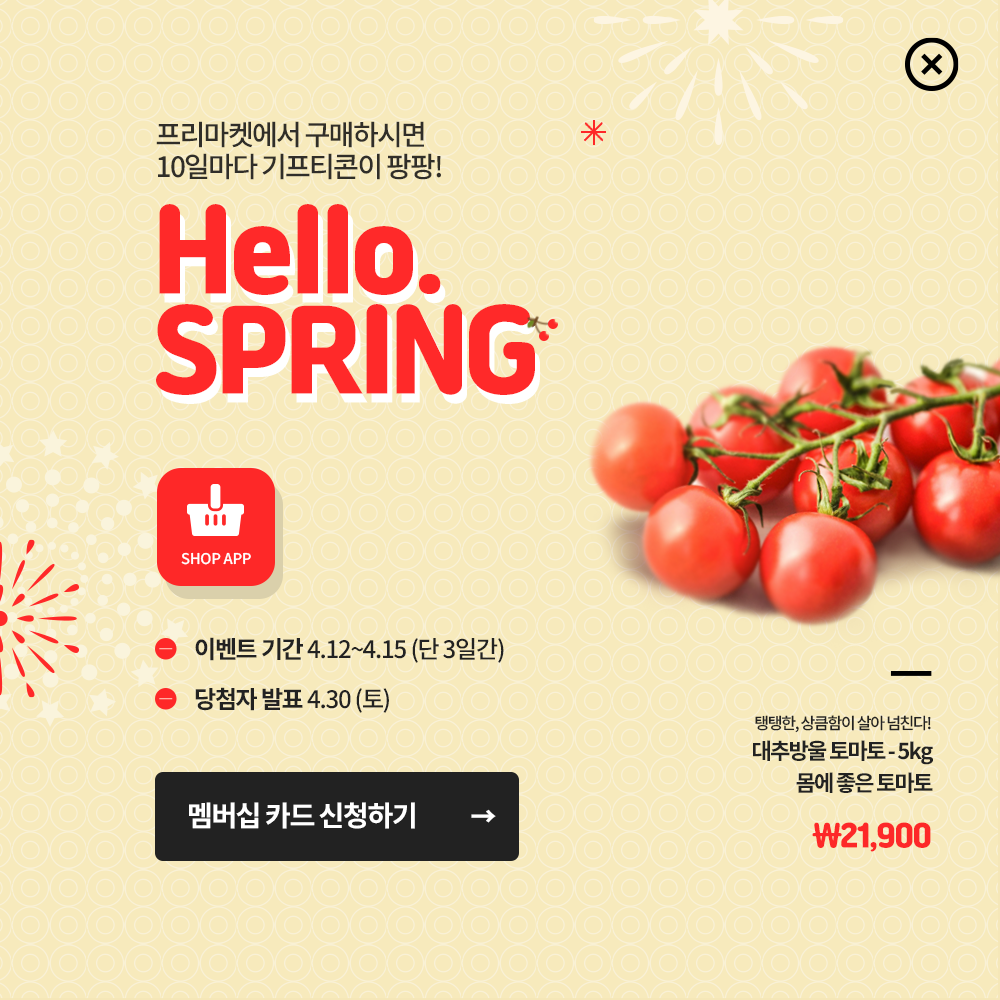 프리마켓에서 구매하시면
10일마다 기프티콘이 팡팡!
Hello.
SPRING
SHOP APP
이벤트 기간 4.12~4.15 (단 3일간)
당첨자 발표 4.30 (토)
멤버십 카드 신청하기 →
탱탱한, 상큼함이 살아 넘친다!
대추방울 토마토 - 5kg
몸에 좋은 토마토
₩21,900